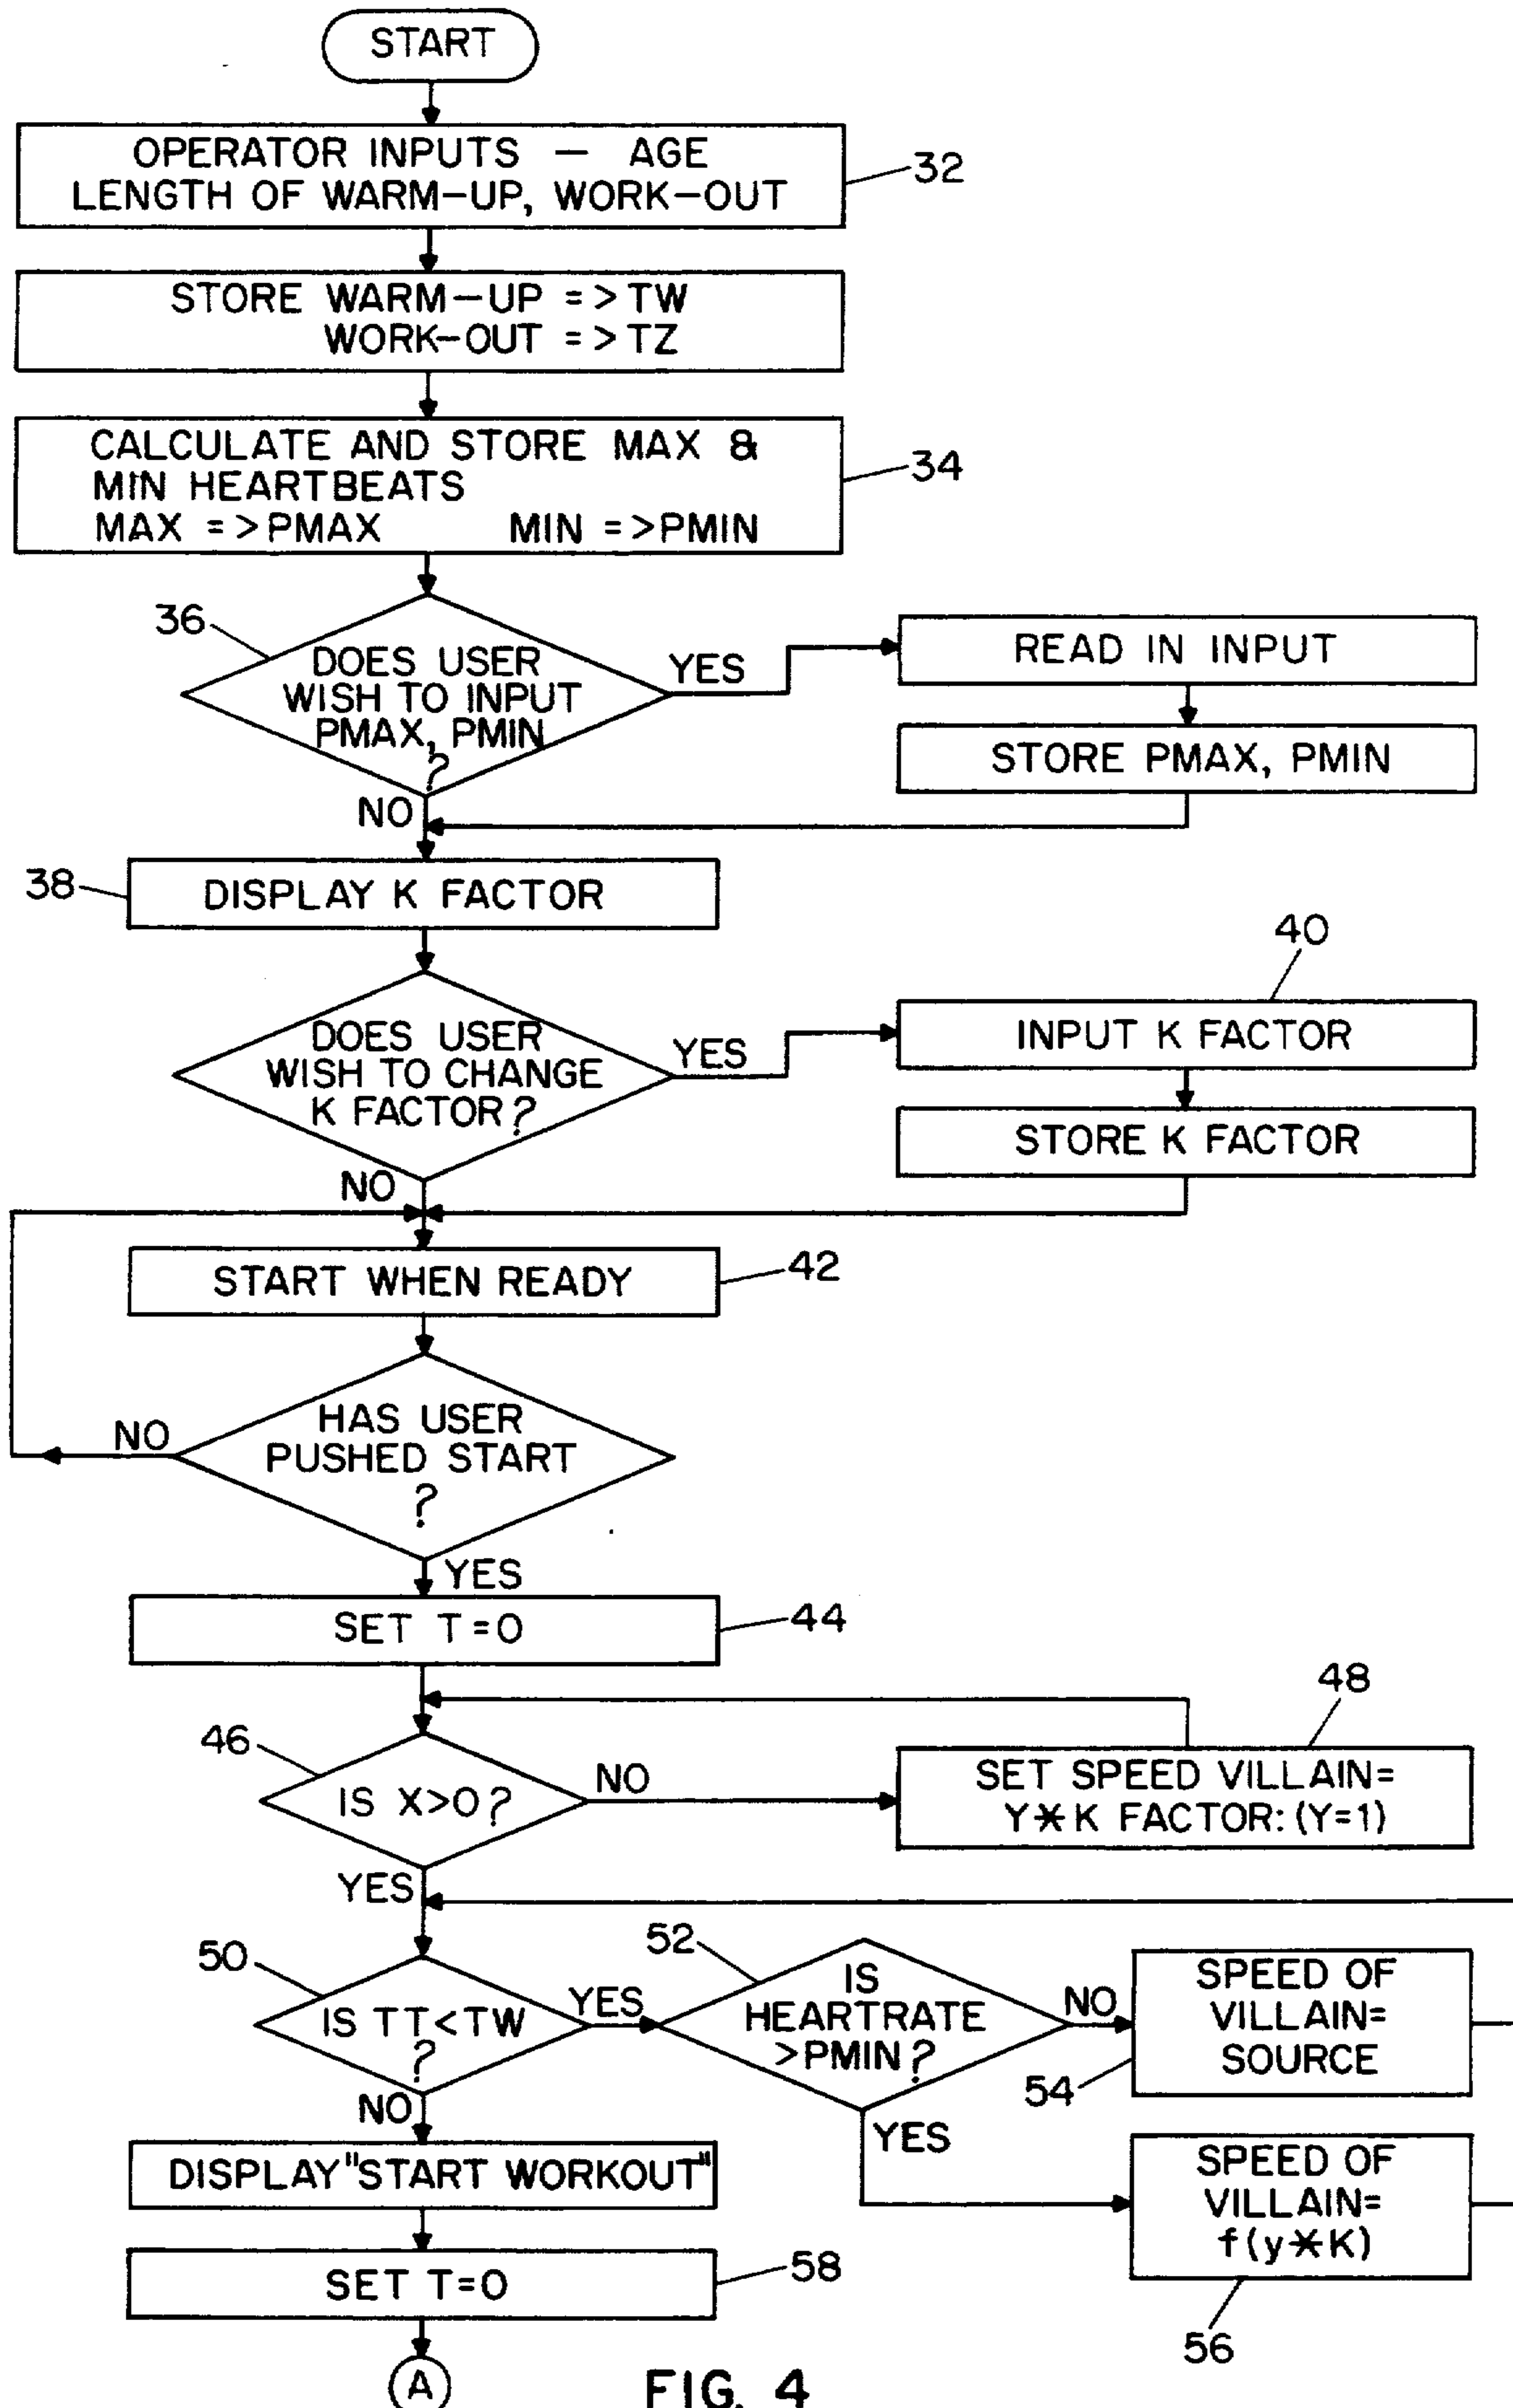 START
OPERATOR INPUTS — AGE
LENGTH OF WARM-UP, WORK-OUT
32
STORE WARM-UP =>TW
WORK-OUT =>TZ
CALCULATE AND STORE MAX &
MIN HEARTBEATS
MAX =>PMAX MIN =>PMIN
34
36
DOES USER
WISH TO INPUT
PMAX, PMIN
?
YES
READ IN INPUT
STORE PMAX, PMIN
NO
38
DISPLAY K FACTOR
40
DOES USER
WISH TO CHANGE
K FACTOR?
YES
INPUT K FACTOR
STORE K FACTOR
NO
START WHEN READY
42
HAS USER
PUSHED START
?
NO
YES
SET T=0
44
48
46
IS X>0?
NO
SET SPEED VILLAIN=
Y*K FACTOR: (Y=1)
YES
50
IS TT<TW
?
YES
52
IS
HEARTRATE
>PMIN?
NO
SPEED OF
VILLAIN=
SOURCE
54
NO
YES
DISPLAY "START WORKOUT"
SPEED OF
VILLAIN=
f(y*K)
56
SET T=0
58
A
FIG. 4